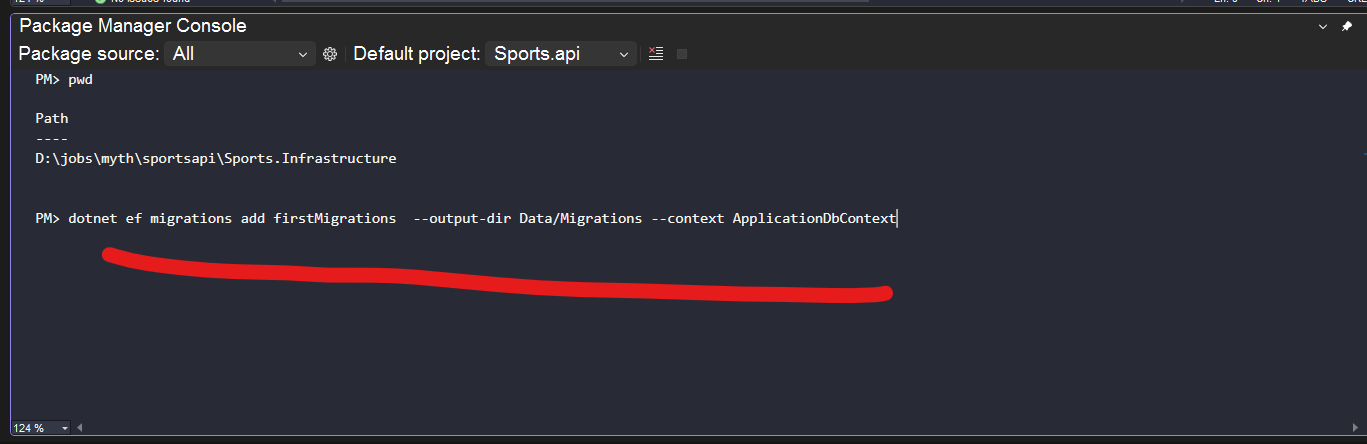 Package Manager Console
Package source: All Default project: Sports.api
PM> pwd
Path
----
D:\jobs\myth\sportsapi\Sports.Infrastructure
PM> dotnet ef migrations add firstMigrations  --output-dir Data/Migrations --context ApplicationDbContext
124 %